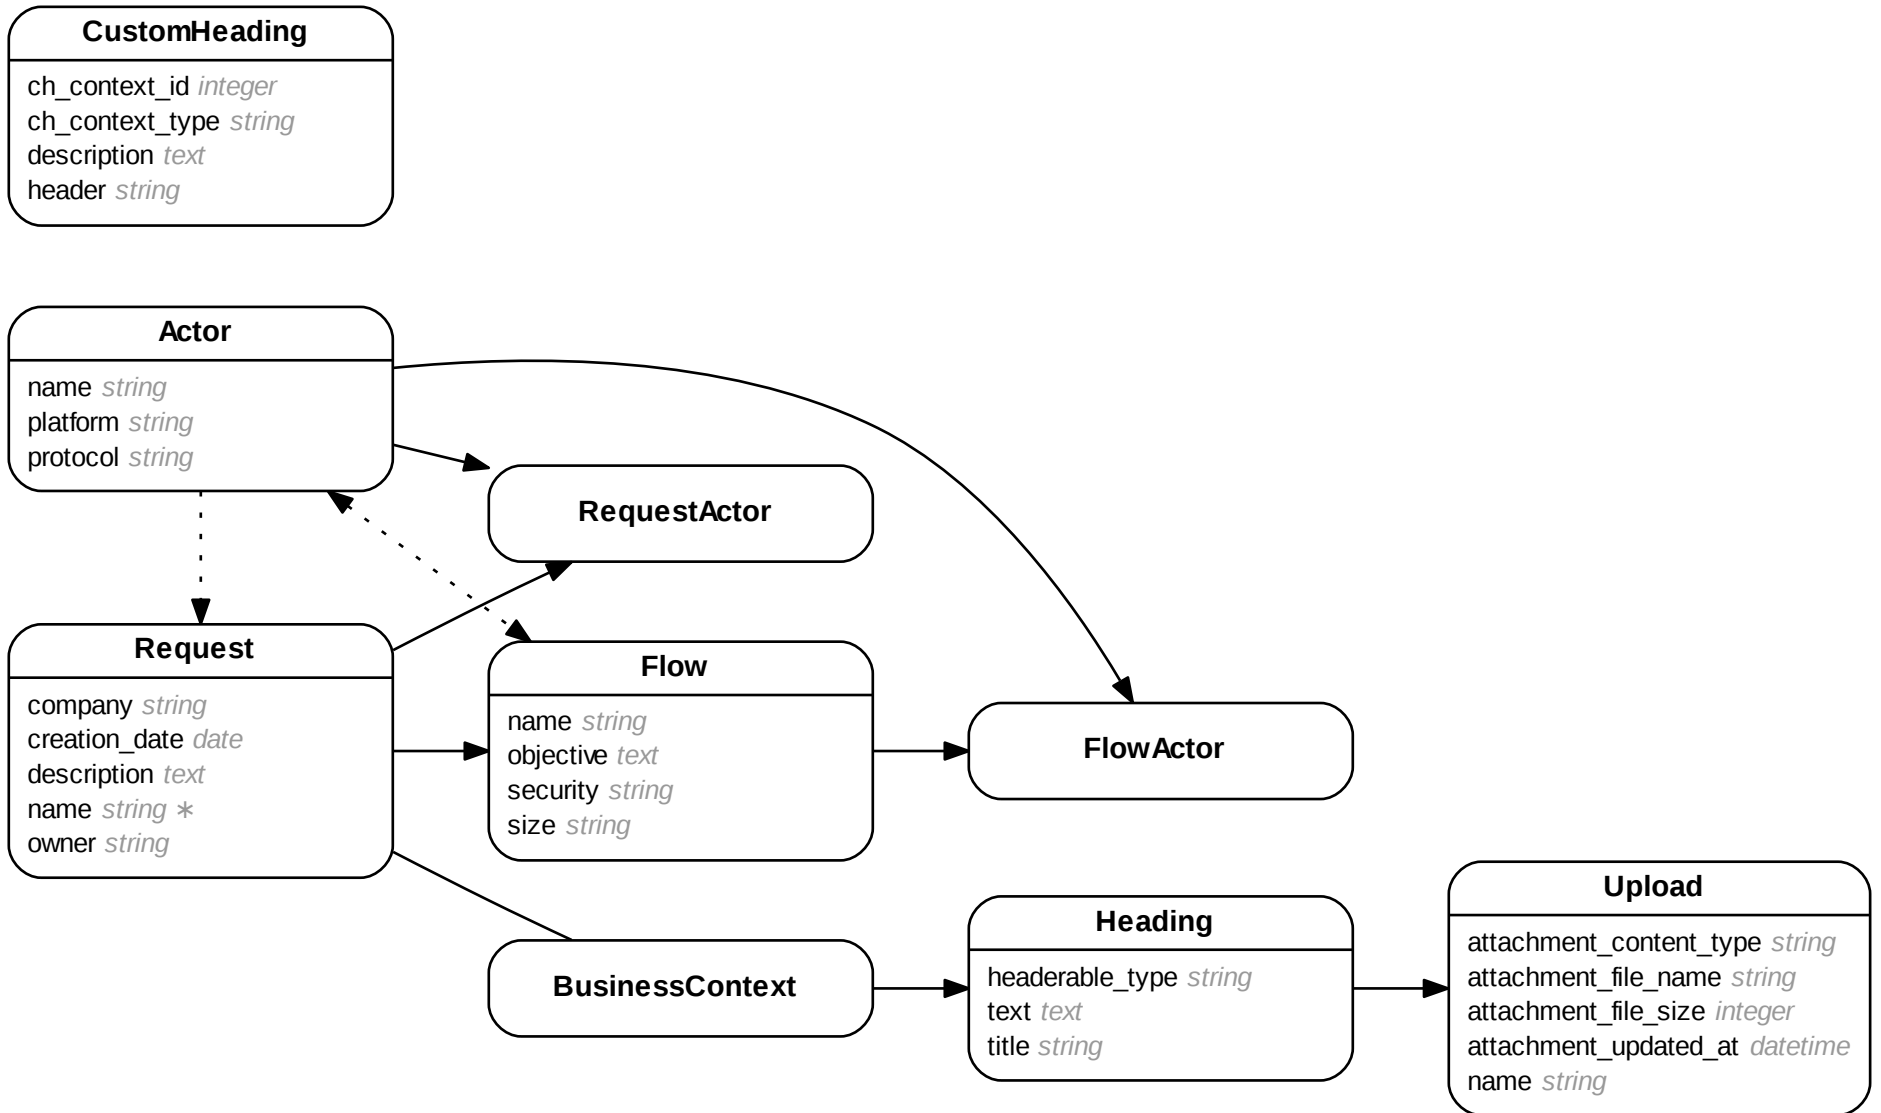 CustomHeading
ch_context_id integer
ch_context_type string
description text
header string
Actor
name string
platform string
protocol string
RequestActor
Request
company string
creation_date date
description text
name string ∗
owner string
Flow
name string
objective text
security string
size string
FlowActor
BusinessContext
Heading
headerable_type string
text text
title string
Upload
attachment_content_type string
attachment_file_name string
attachment_file_size integer
attachment_updated_at datetime
name string